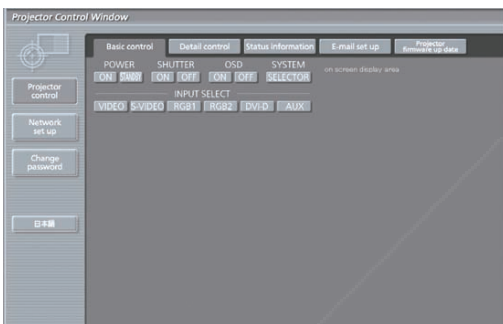 Projector Control Window
Basic control Detail control Status information E-mail set up Projector firmware up-data
POWER SHUTTER OSD SYSTEM
ON STANDBY ON OFF ON OFF SELECTOR
on screen display area
INPUT SELECT
VIDEO S-VIDEO RGB1 RGB2 DVI-D AUX
Projector control
Network set up
Change password
日本語